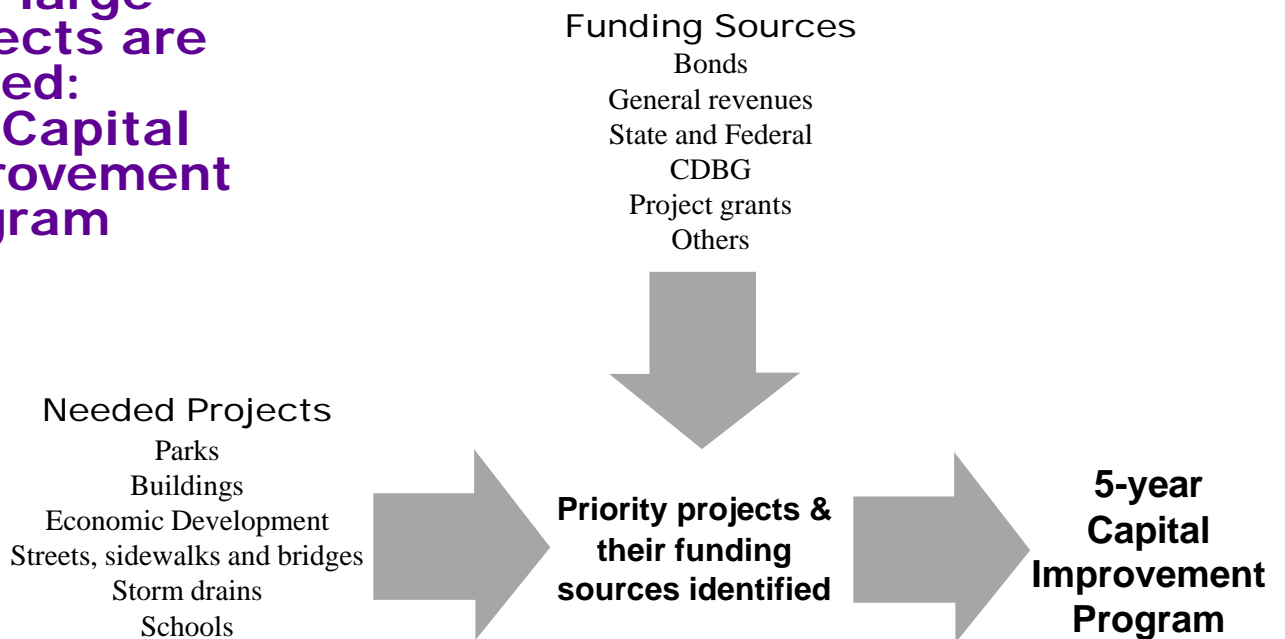 large
ects are
ed:
Capital
rovement
gram
Funding Sources
Bonds
General revenues
State and Federal
CDBG
Project grants
Others
Needed Projects
Parks
Buildings
Economic Development
Streets, sidewalks and bridges
Storm drains
Schools
Priority projects &
their funding
sources identified
5-year
Capital
Improvement
Program